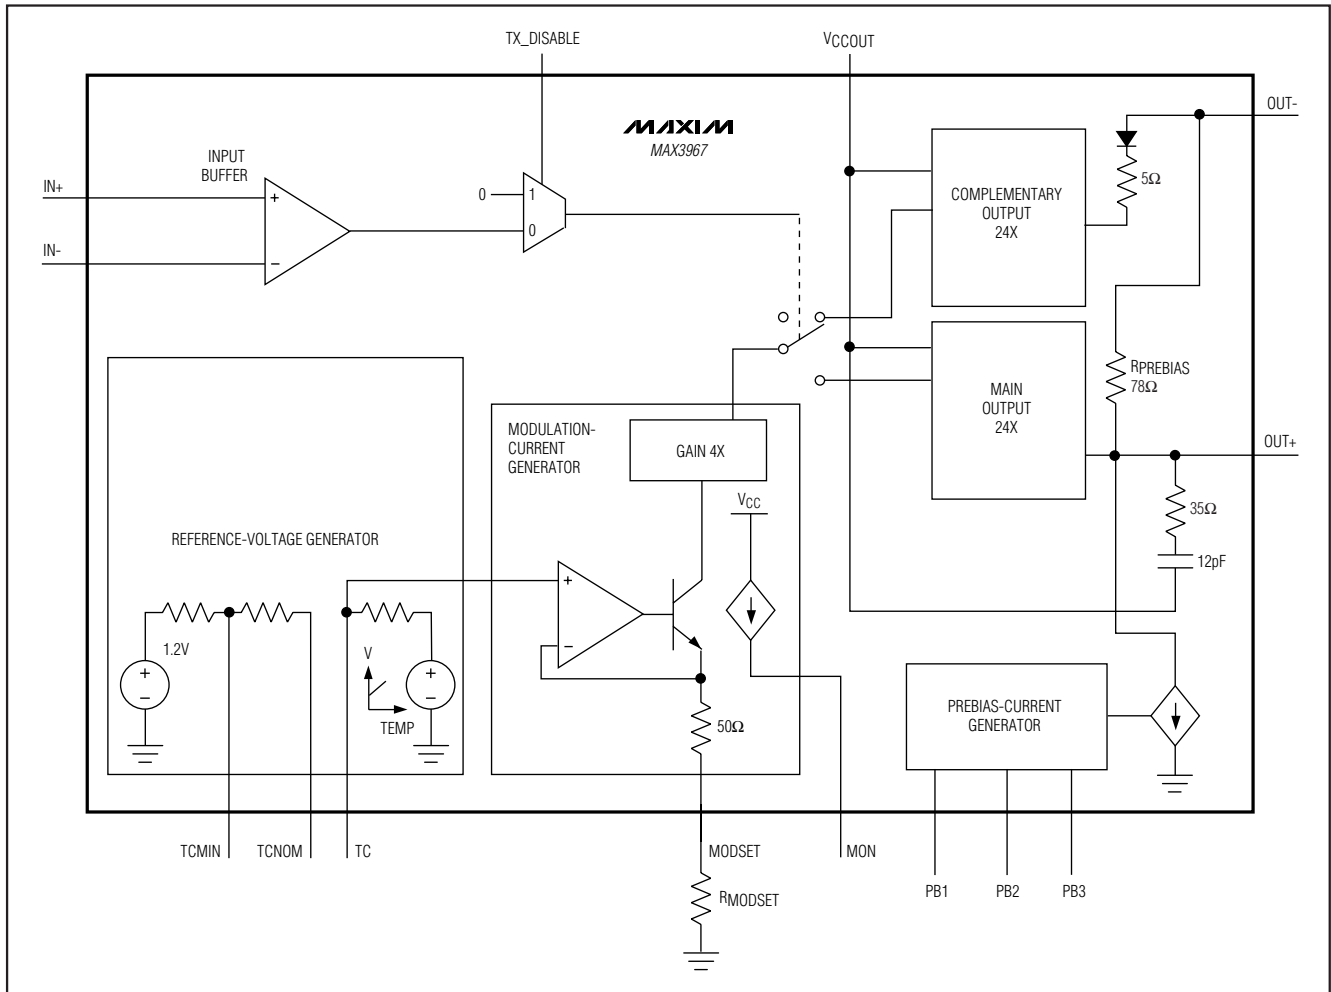 TX_DISABLE
VCCOUT
OUT-
MAXIM
MAX3967
INPUT
BUFFER
IN+
+
0
1
5Ω
COMPLEMENTARY
OUTPUT
24X
0
IN-
−
RPREBIAS
78Ω
MAIN
OUTPUT
24X
MODULATION-
CURRENT
GENERATOR
GAIN 4X
OUT+
VCC
35Ω
REFERENCE-VOLTAGE GENERATOR
12pF
+
−
1.2V
+
−
V
TEMP
+
−
50Ω
PREBIAS-CURRENT
GENERATOR
TCMIN
TCNOM
TC
MODSET
MON
RMODSET
PB1
PB2
PB3